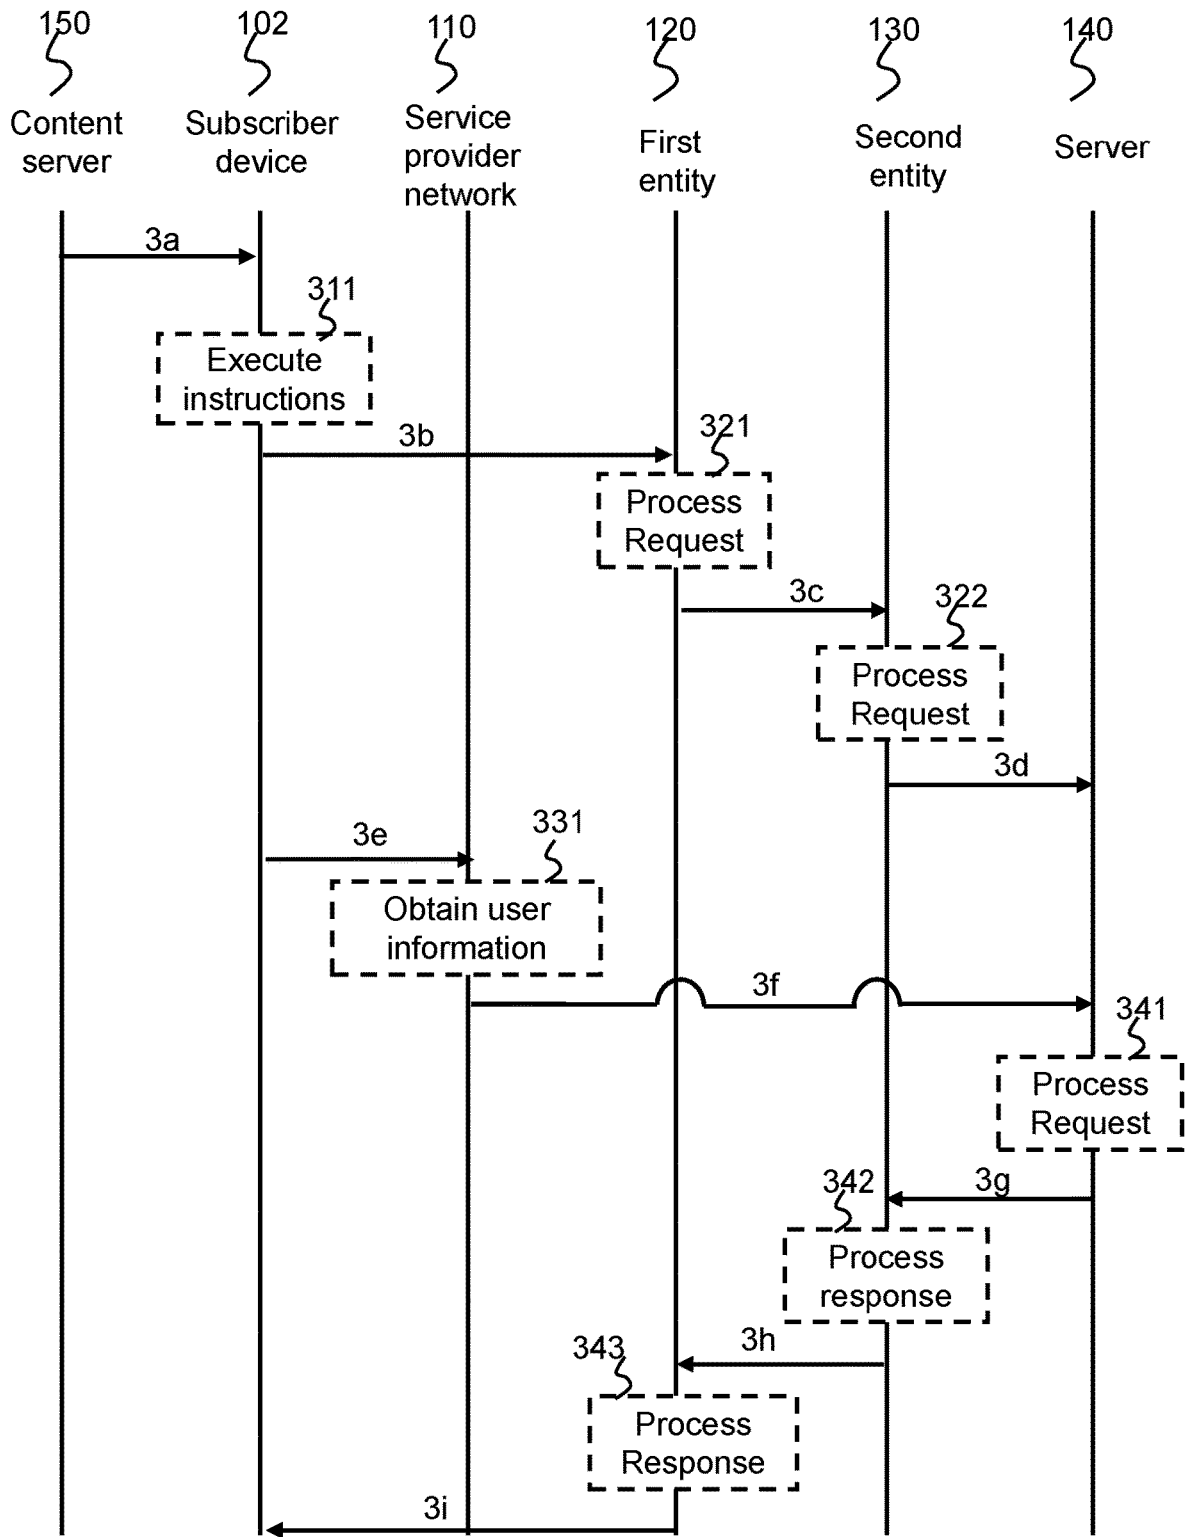 150
102
110
120
130
140
Content
server
Subscriber
device
Service
provider
network
First
entity
Second
entity
Server
3a
311
Execute
instructions
3b
321
Process
Request
3c
322
Process
Request
3d
3e
331
Obtain user
information
3f
341
Process
Request
3g
342
Process
response
3h
343
Process
Response
3i